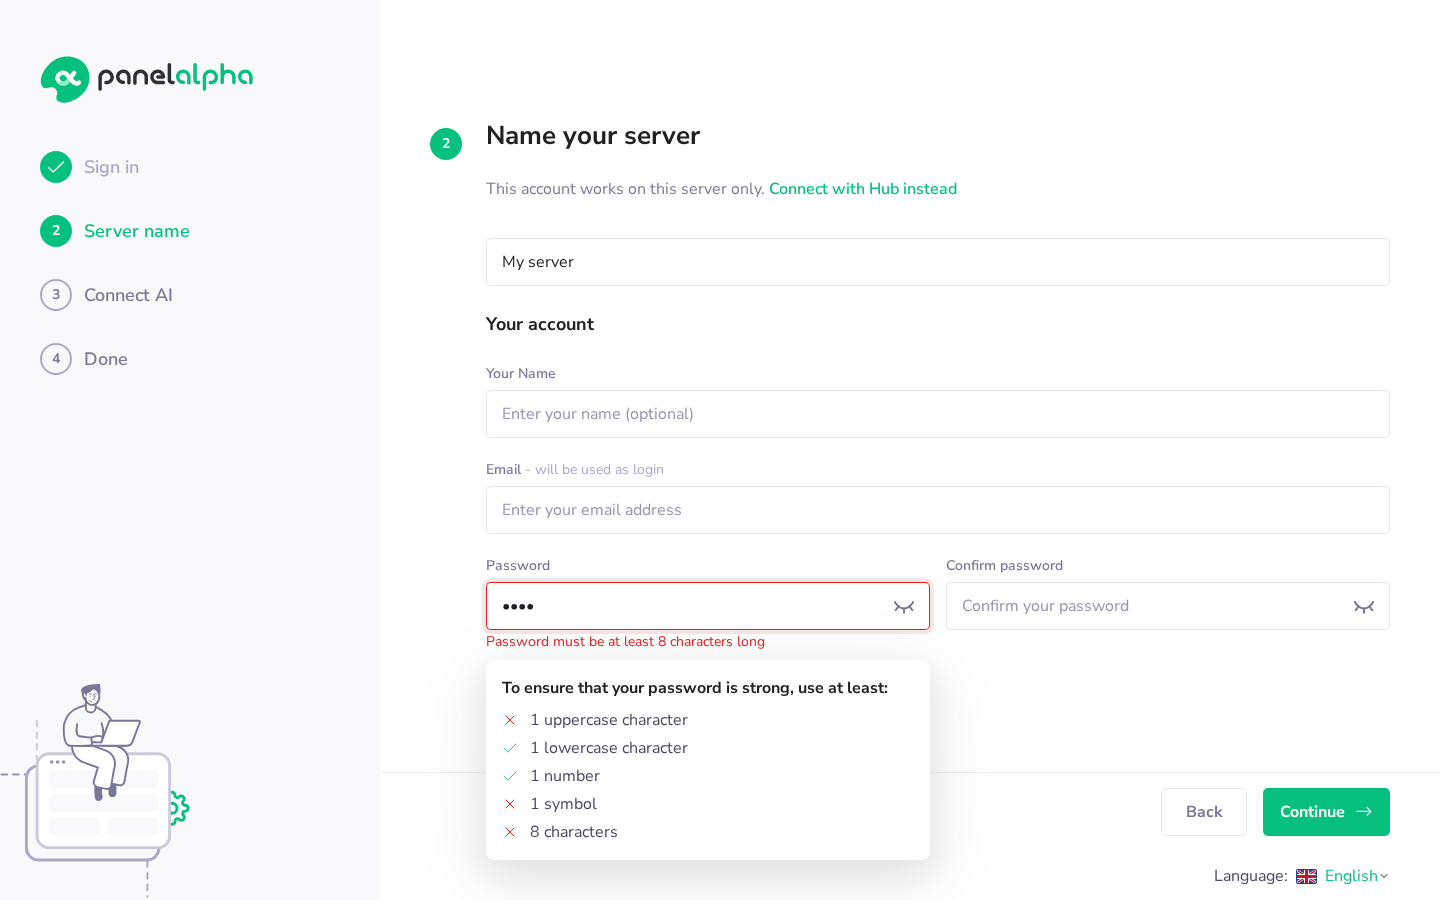 panelalpha
Sign in
2 Server name
3 Connect AI
4 Done
2 Name your server
This account works on this server only. Connect with Hub instead
My server
Your account
Your Name
Enter your name (optional)
Email - will be used as login
Enter your email address
Password
Confirm password
••••
Confirm your password
Password must be at least 8 characters long
To ensure that your password is strong, use at least:
1 uppercase character
1 lowercase character
1 number
1 symbol
8 characters
Back
Continue
Language: English